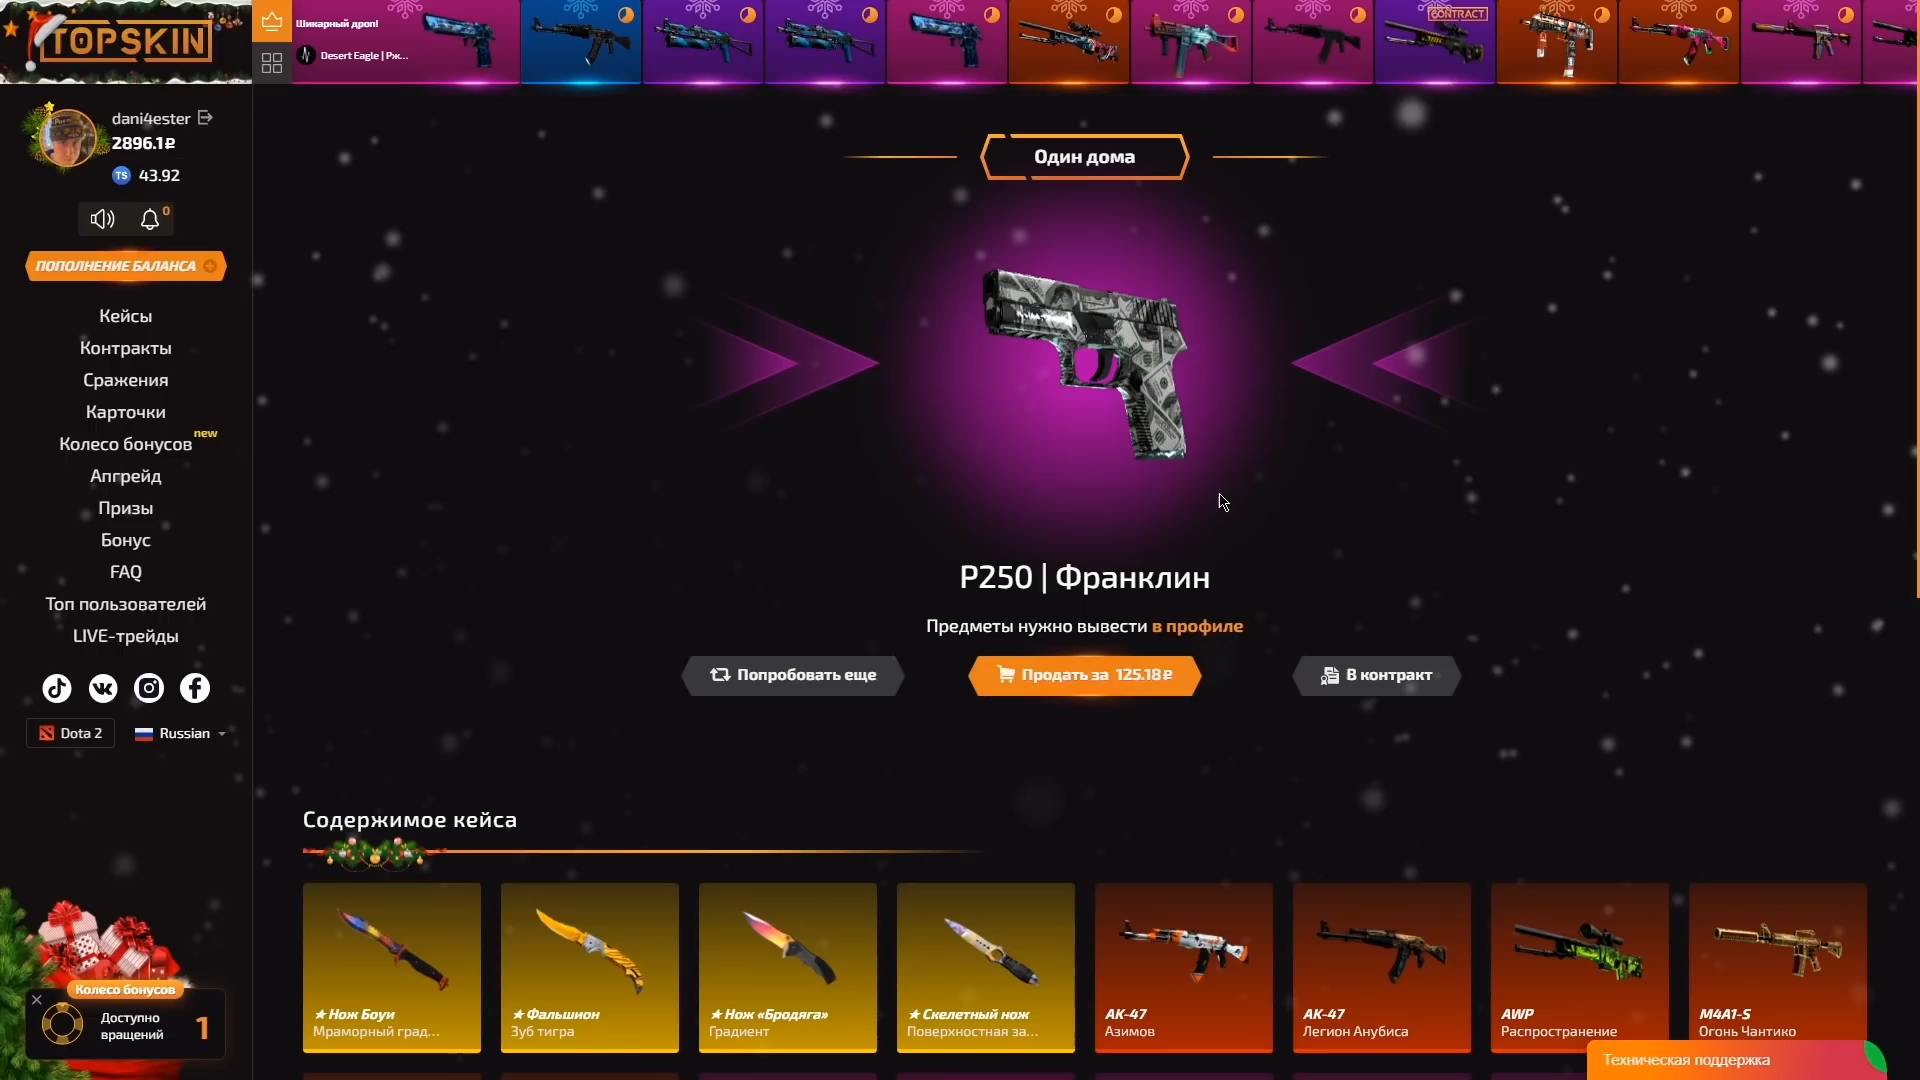 TOPSKIN
Шикарный дроп!
Desert Eagle | Рж...
CONTRACT
dani4ester
2896.1₽
TS 43.92
0
ПОПОЛНЕНИЕ БАЛАНСА
Кейсы
Контракты
Сражения
Карточки
Колесо бонусов new
Апгрейд
Призы
Бонус
FAQ
Топ пользователей
LIVE-трейды
Dota 2
Russian
Колесо бонусов
Доступно
вращений
1
Один дома
P250 | Франклин
Предметы нужно вывести в профиле
Попробовать еще
Продать за 125.18₽
В контракт
Содержимое кейса
★ Нож Боуи
Мраморный град...
★ Фальшион
Зуб тигра
★ Нож «Бродяга»
Градиент
★ Скелетный нож
Поверхностная за...
AK-47
Азимов
AK-47
Легион Анубиса
AWP
Распространение
M4A1-S
Огонь Чантико
Техническая поддержка